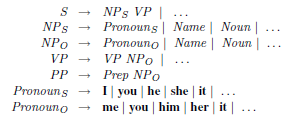 S → NP_S VP | ...
NP_S → Pronoun_S | Name | Noun | ...
NP_O → Pronoun_O | Name | Noun | ...
VP → VP NP_O | ...
PP → Prep NP_O
Pronoun_S → I | you | he | she | it | ...
Pronoun_O → me | you | him | her | it | ...